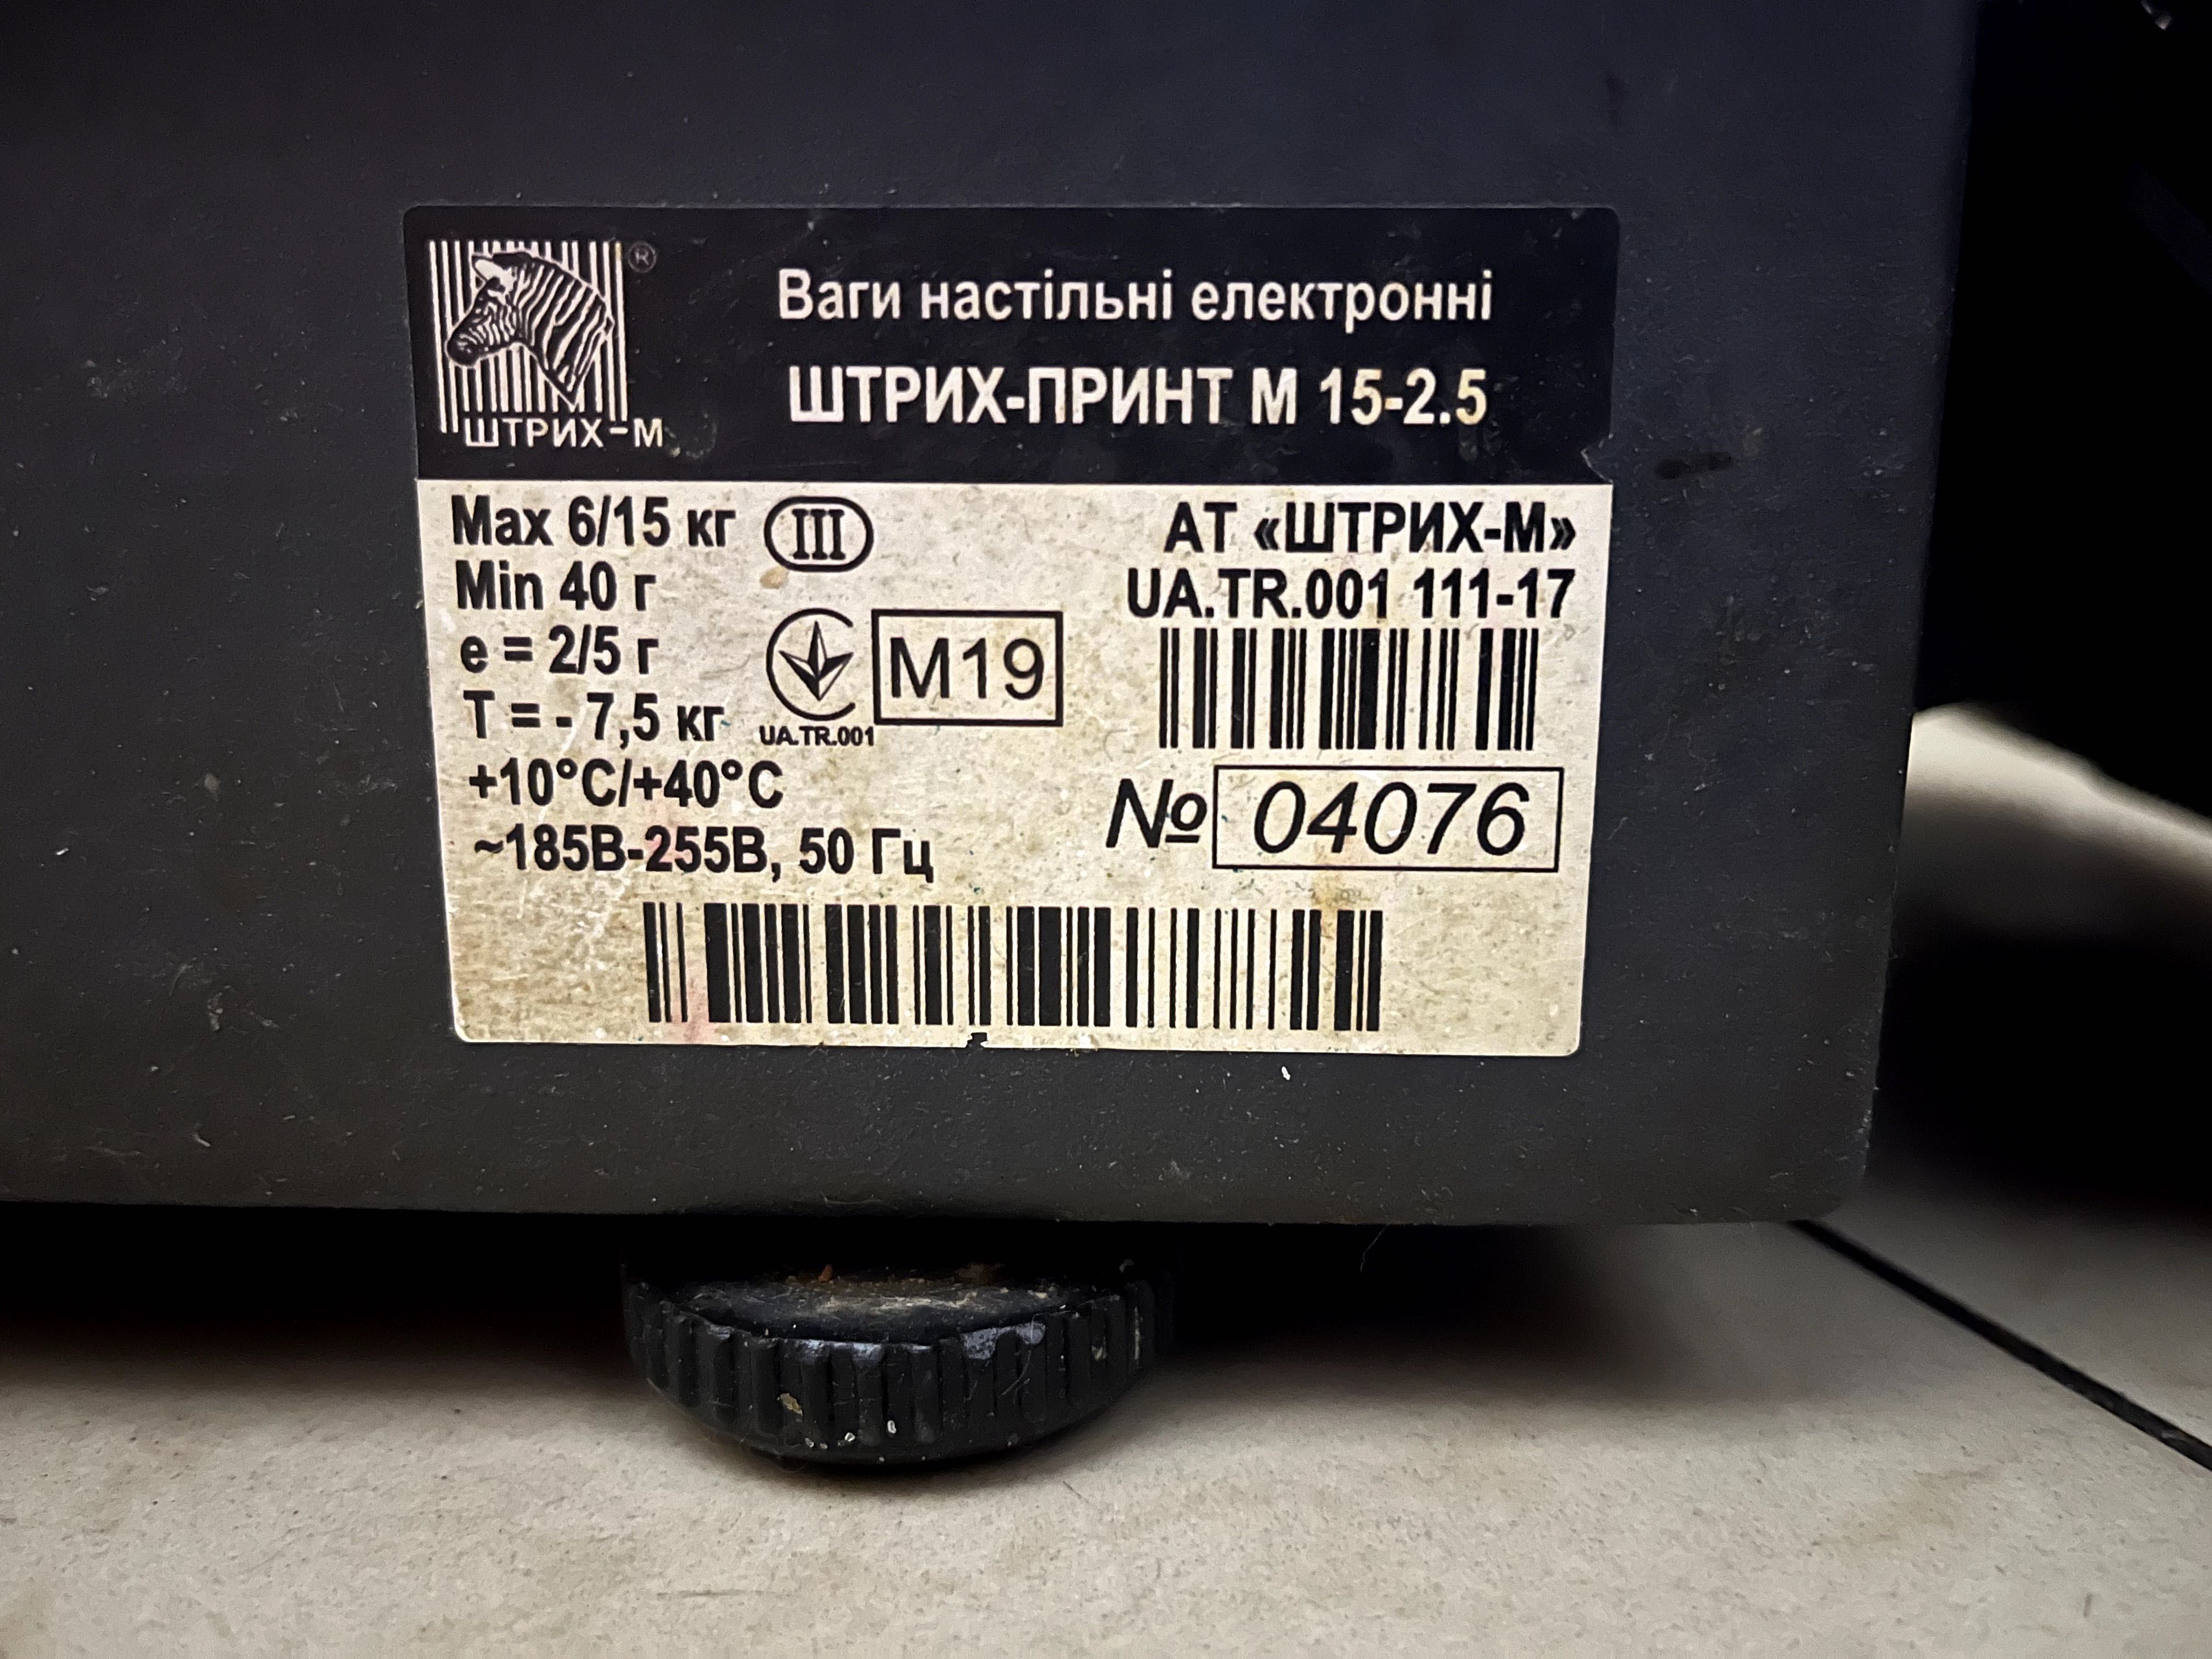 ®
ШТРИХ-М
Ваги настільні електронні
ШТРИХ-ПРИНТ М 15-2.5
Max 6/15 кг
III
Min 40 г
e = 2/5 г
T = - 7,5 кг
+10°C/+40°C
~185В-255В, 50 Гц
M19
UA.TR.001
АТ «ШТРИХ-М»
UA.TR.001 111-17
№ 04076